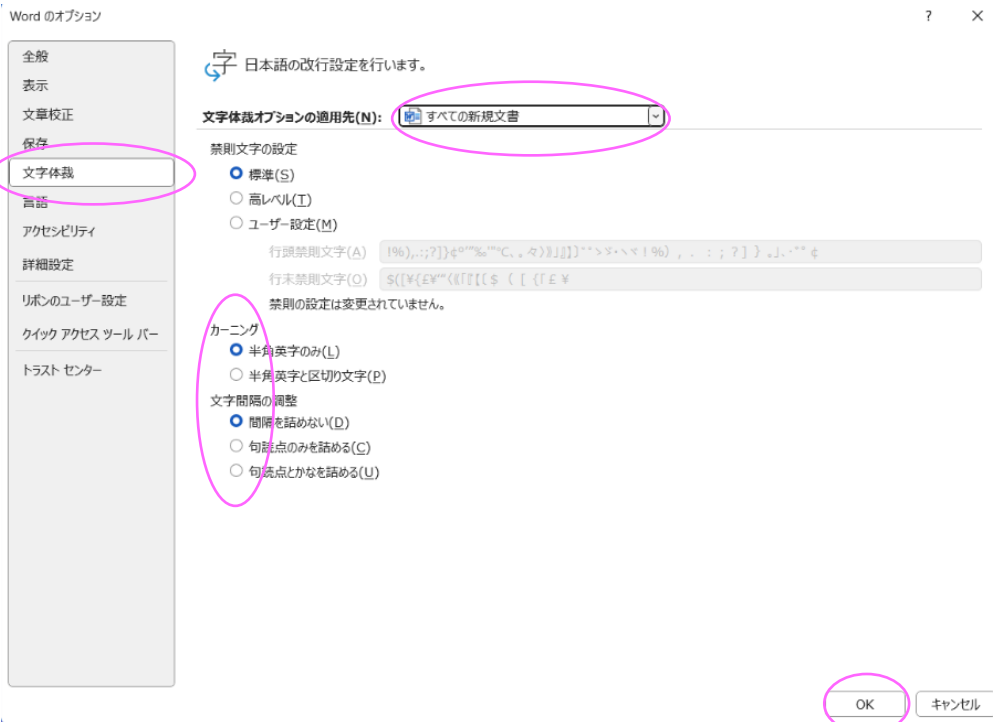 Word のオプション
?
全般
表示
文章校正
保存
文字体裁
言語
アクセシビリティ
詳細設定
リボンのユーザー設定
クイック アクセス ツール バー
トラスト センター
字 日本語の改行設定を行います。
文字体裁オプションの適用先(N): すべての新規文書
禁則文字の設定
標準(S)
高レベル(T)
ユーザー設定(M)
行頭禁則文字(A)
行末禁則文字(O)
禁則の設定は変更されていません。
カーニング
半角英字のみ(L)
半角英字と区切り文字(P)
文字間隔の調整
間隔を詰めない(D)
句読点のみを詰める(C)
句読点とかなを詰める(U)
OK キャンセル